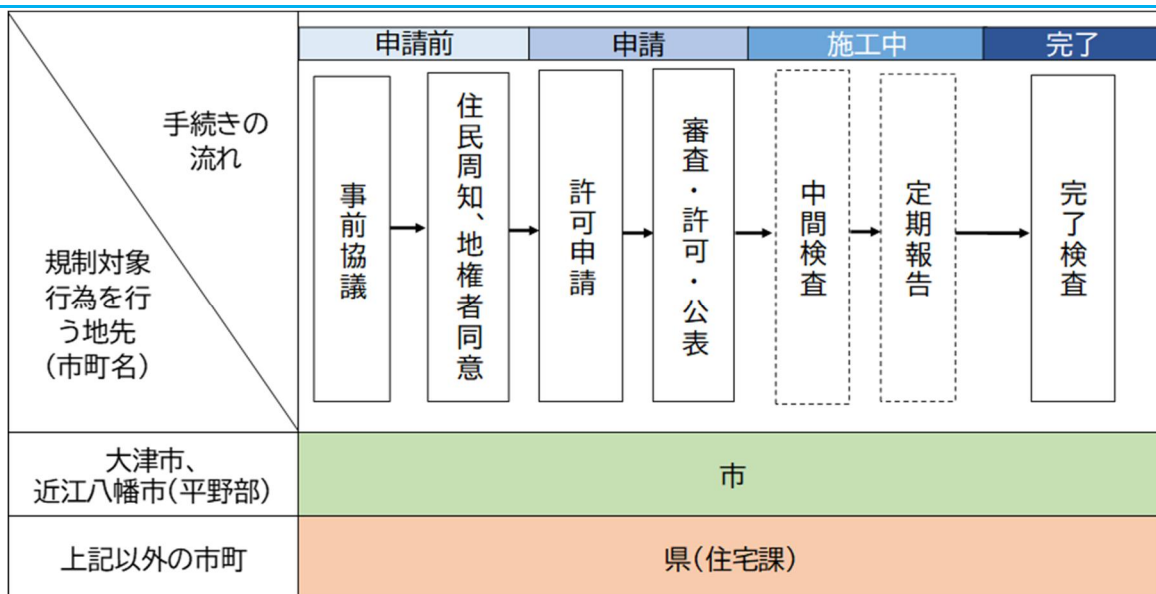 手続きの
流れ
規制対象
行為を行
う地先
(市町名)
申請前
申請
施工中
完了
事前協議
住民周知、地権者同意
許可申請
審査・許可・公表
中間検査
定期報告
完了検査
大津市、
近江八幡市(平野部)
市
上記以外の市町
県(住宅課)